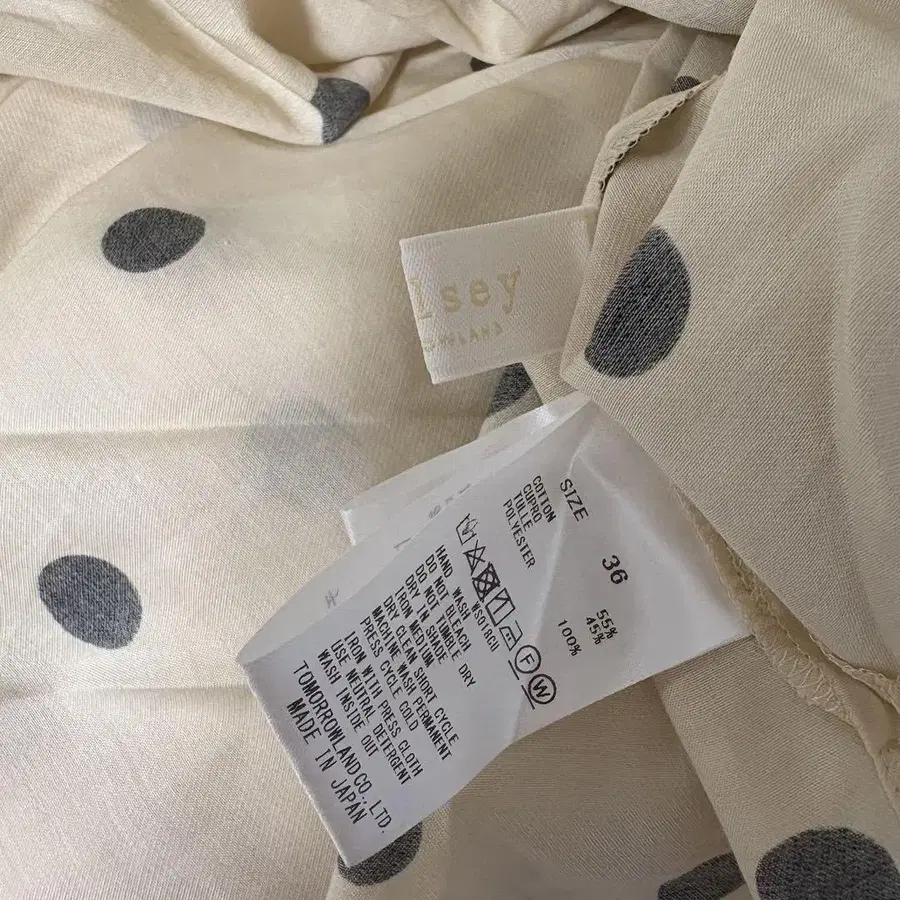 lsey
SIZE 36
COTTON 55%
CUPRO 45%
TULLE
POLYESTER 100%
WS018CU
HAND WASH
DO NOT BLEACH
DO NOT TUMBLE DRY
DRY IN SHADE
IRON MEDIUM
DRY CLEAN SHORT CYCLE
MACHINE WASH PERMANENT
PRESS CYCLE COLD
IRON WITH PRESS CLOTH
USE NEUTRAL DETERGENT
WASH INSIDE OUT
TOMORROWLAND CO., LTD.
MADE IN JAPAN